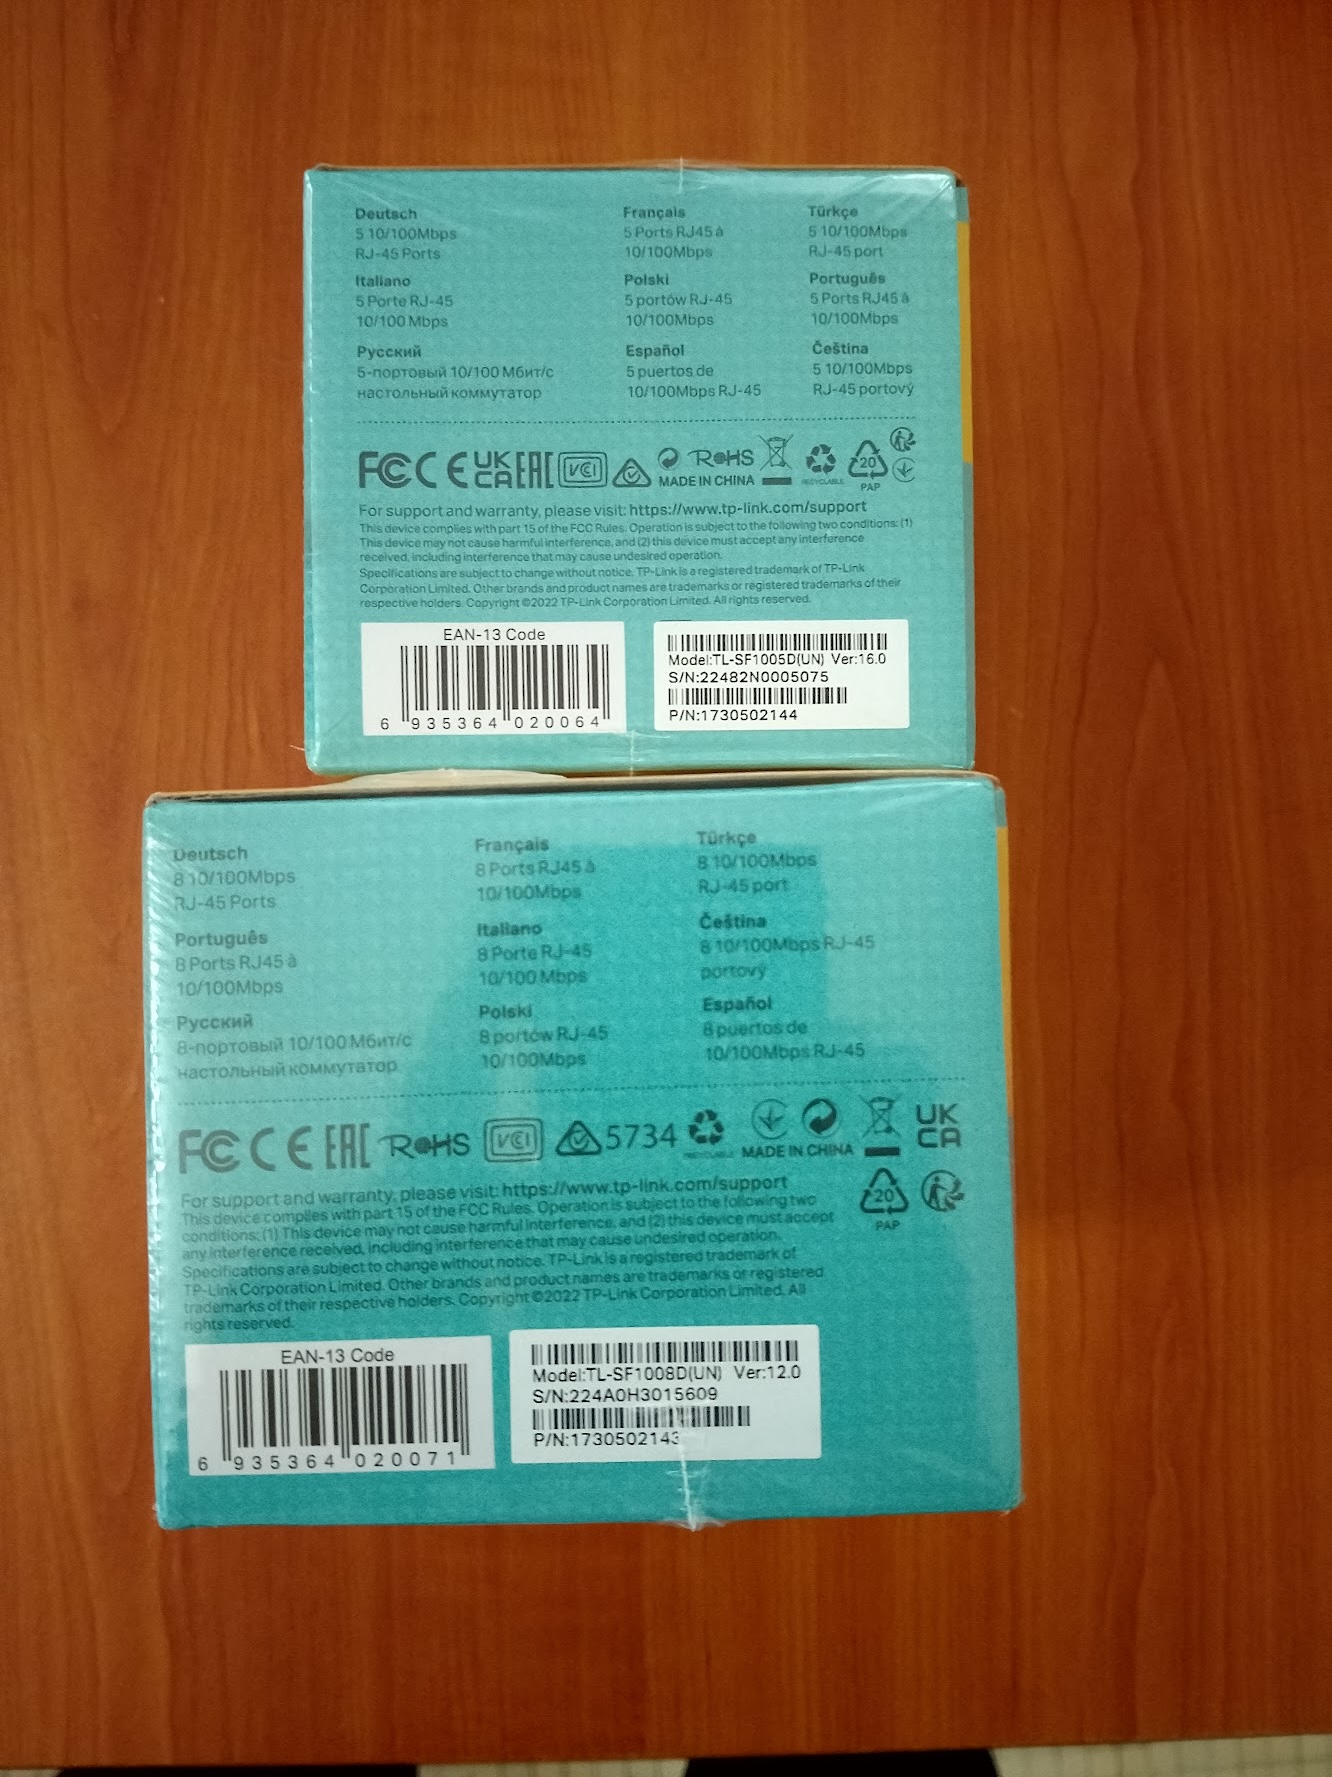 Deutsch
5 10/100Mbps
RJ-45 Ports
Français
5 Ports RJ45 à
10/100Mbps
Türkçe
5 10/100Mbps
RJ-45 port
Italiano
5 Porte RJ-45
10/100 Mbps
Polski
5 portów RJ-45
10/100Mbps
Português
5 Ports RJ45 à
10/100Mbps
Русский
5-портовый 10/100 Мбит/с
настольный коммутатор
Español
5 puertos de
10/100Mbps RJ-45
Čeština
5 10/100Mbps
RJ-45 portový
FC CE UK CA EAC VCI RoHS
MADE IN CHINA
RECYCLABLE
20
PAP
For support and warranty, please visit: https://www.tp-link.com/support
This device complies with part 15 of the FCC Rules. Operation is subject to the following two conditions: (1)
This device may not cause harmful interference, and (2) this device must accept any interference
received, including interference that may cause undesired operation.
Specifications are subject to change without notice. TP-Link is a registered trademark of TP-Link
Corporation Limited. Other brands and product names are trademarks or registered trademarks of their
respective holders. Copyright ©2022 TP-Link Corporation Limited. All rights reserved.
EAN-13 Code
6 935364 020064
Model:TL-SF1005D(UN) Ver:16.0
S/N:22482N0005075
P/N:1730502144
Deutsch
8 10/100Mbps
RJ-45 Ports
Français
8 Ports RJ45 à
10/100Mbps
Türkçe
8 10/100Mbps
RJ-45 port
Português
8 Ports RJ45 à
10/100Mbps
Italiano
8 Porte RJ-45
10/100 Mbps
Čeština
8 10/100Mbps RJ-45
portový
Русский
8-портовый 10/100 Мбит/с
настольный коммутатор
Polski
8 portów RJ-45
10/100Mbps
Español
8 puertos de
10/100Mbps RJ-45
FC CE EAC RoHS VCI 5734
RECYCLABLE
MADE IN CHINA
UK
CA
20
PAP
For support and warranty, please visit: https://www.tp-link.com/support
This device complies with part 15 of the FCC Rules. Operation is subject to the following two
conditions: (1) This device may not cause harmful interference, and (2) this device must accept
any interference received, including interference that may cause undesired operation.
Specifications are subject to change without notice. TP-Link is a registered trademark of
TP-Link Corporation Limited. Other brands and product names are trademarks or registered
trademarks of their respective holders. Copyright ©2022 TP-Link Corporation Limited. All
rights reserved.
EAN-13 Code
6 935364 020071
Model:TL-SF1008D(UN) Ver:12.0
S/N:224A0H3015609
P/N:1730502143